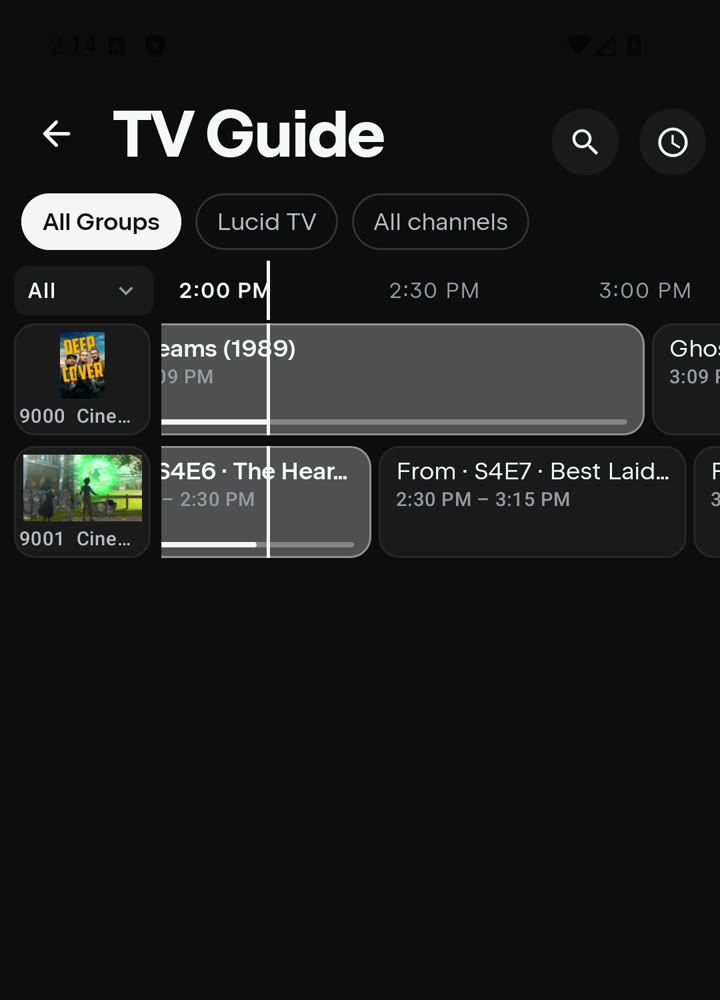 2:14
TV Guide
All Groups
Lucid TV
All channels
All
2:00 PM
2:30 PM
3:00 PM
DEEP
COVER
9000 Cine...
eams (1989)
09 PM
Ghos
3:09 P
9001 Cine...
S4E6 · The Hear...
– 2:30 PM
From · S4E7 · Best Laid...
2:30 PM – 3:15 PM
F
3